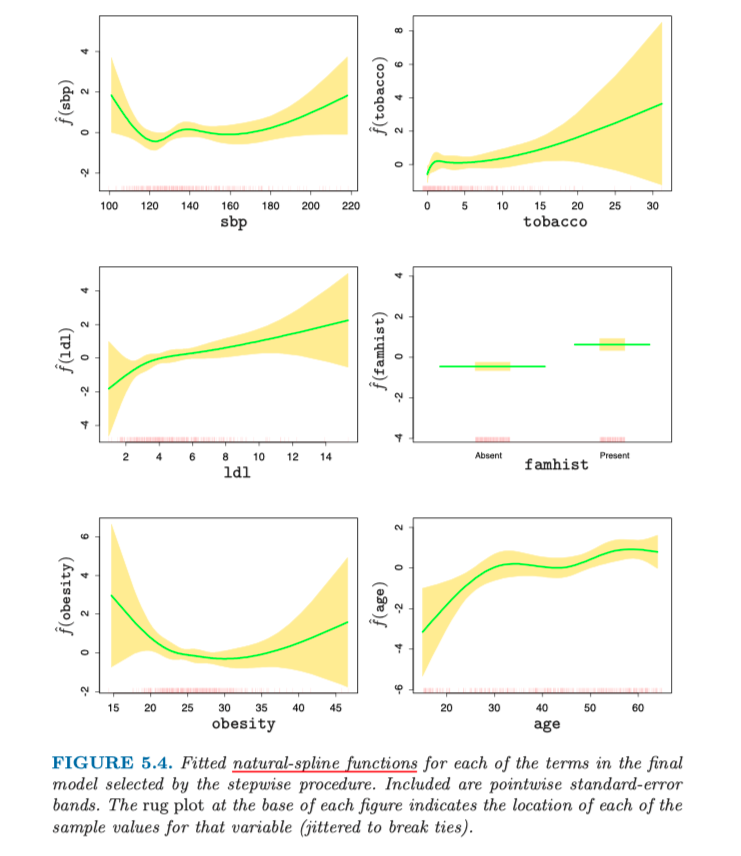 f̂(sbp)
4
2
0
-2
100 120 140 160 180 200 220
sbp
f̂(tobacco)
8
6
4
2
0
0 5 10 15 20 25 30
tobacco
f̂(ldl)
4
2
0
-2
-4
2 4 6 8 10 12 14
ldl
f̂(famhist)
4
2
0
-2
-4
Absent Present
famhist
f̂(obesity)
6
4
2
0
-2
15 20 25 30 35 40 45
obesity
f̂(age)
2
0
-2
-4
-6
20 30 40 50 60
age
FIGURE 5.4. Fitted natural-spline functions for each of the terms in the final
model selected by the stepwise procedure. Included are pointwise standard-error
bands. The rug plot at the base of each figure indicates the location of each of the
sample values for that variable (jittered to break ties).